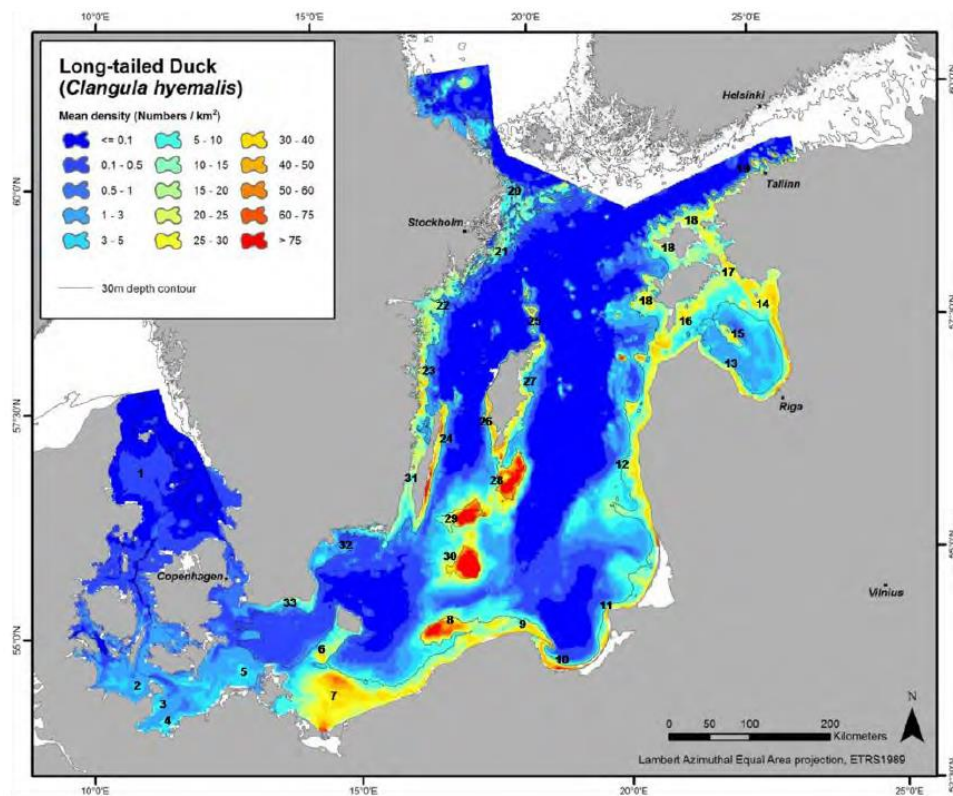 10°0'E 15°0'E 20°0'E 25°0'E
Long-tailed Duck
(Clangula hyemalis)
Mean density (Numbers / km²)
<= 0.1 5 - 10 30 - 40
0.1 - 0.5 10 - 15 40 - 50
0.5 - 1 15 - 20 50 - 60
1 - 3 20 - 25 60 - 75
3 - 5 25 - 30 > 75
30m depth contour
Helsinki
19
Tallinn
60°0'N
20
Stockholm
18
21
18
17
22
18
14
16
25
15
57°30'N
13
23
27
Riga
57°30'N
26
24
12
1
31
28
29
32
30
Copenhagen
Vilnius
33
11
55°0'N
8
9
6
10
5
2
7
3
4
N
0 50 100 200
Kilometers
Lambert Azimuthal Equal Area projection, ETRS1989
10°0'E 15°0'E 20°0'E 25°0'E